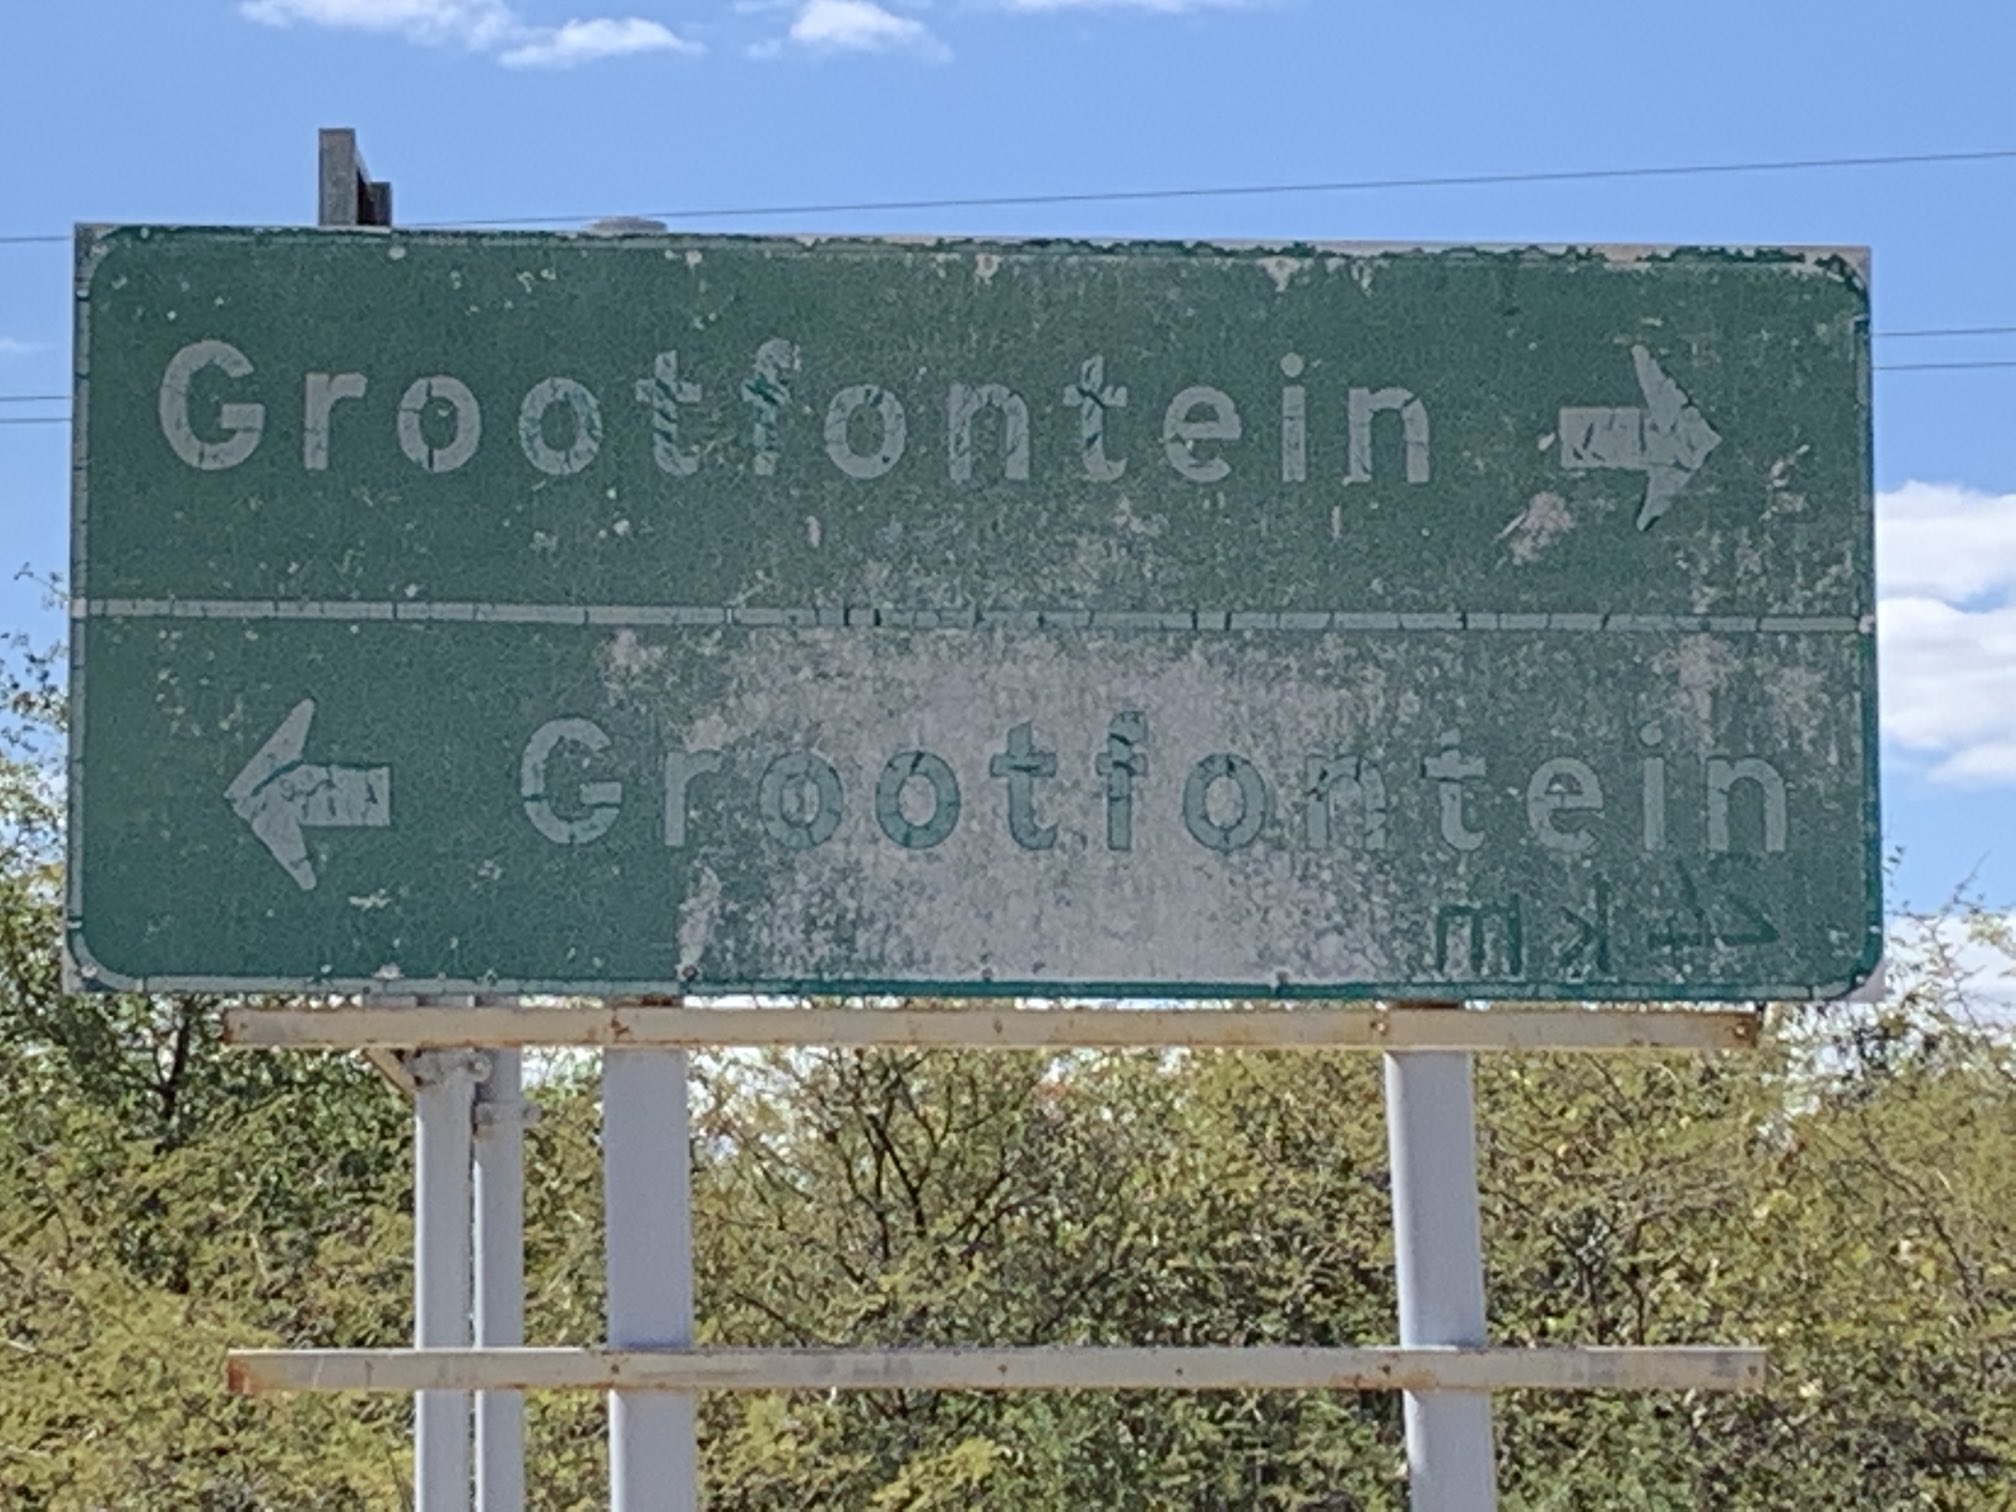 Grootfontein →
← Grootfontein